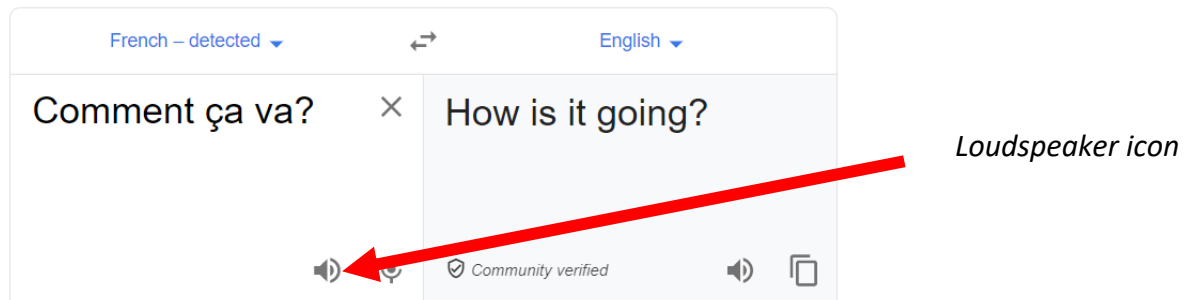 French – detected
English
Comment ça va?
How is it going?
Loudspeaker icon
Community verified